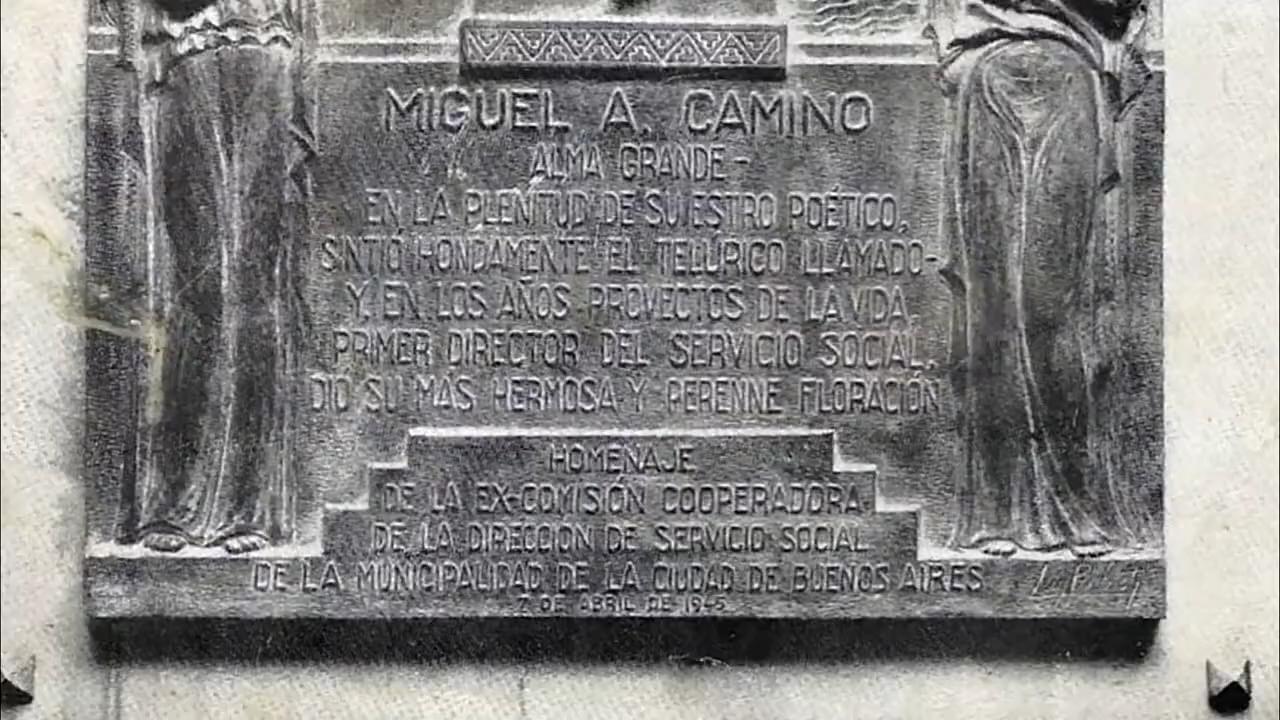 MIGUEL A. CAMINO
ALMA GRANDE-
EN LA PLENITUD DE SU ESTRO POÉTICO,
SINTIÓ HONDAMENTE EL TELÚRICO LLAMADO-
Y, EN LOS AÑOS PROVECTOS DE LA VIDA,
PRIMER DIRECTOR DEL SERVICIO SOCIAL,
DIÓ SU MÁS HERMOSA Y PERENNE FLORACIÓN
HOMENAJE
DE LA EX-COMISIÓN COOPERADORA
DE LA DIRECCION DE SERVICIO SOCIAL
DE LA MUNICIPALIDAD DE LA CIUDAD DE BUENOS AIRES
7 DE ABRIL DE 1945